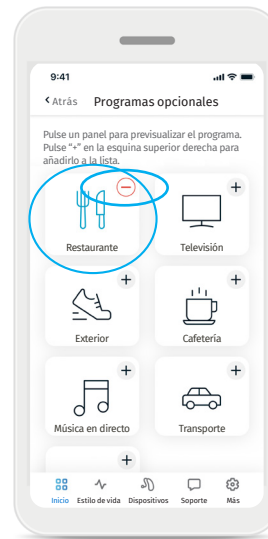 9:41
Atrás Programas opcionales
Pulse un panel para previsualizar el programa.
Pulse “+” en la esquina superior derecha para
añadirlo a la lista.
Restaurante Televisión
Exterior Cafetería
Música en directo Transporte
Inicio Estilo de vida Dispositivos Soporte Más